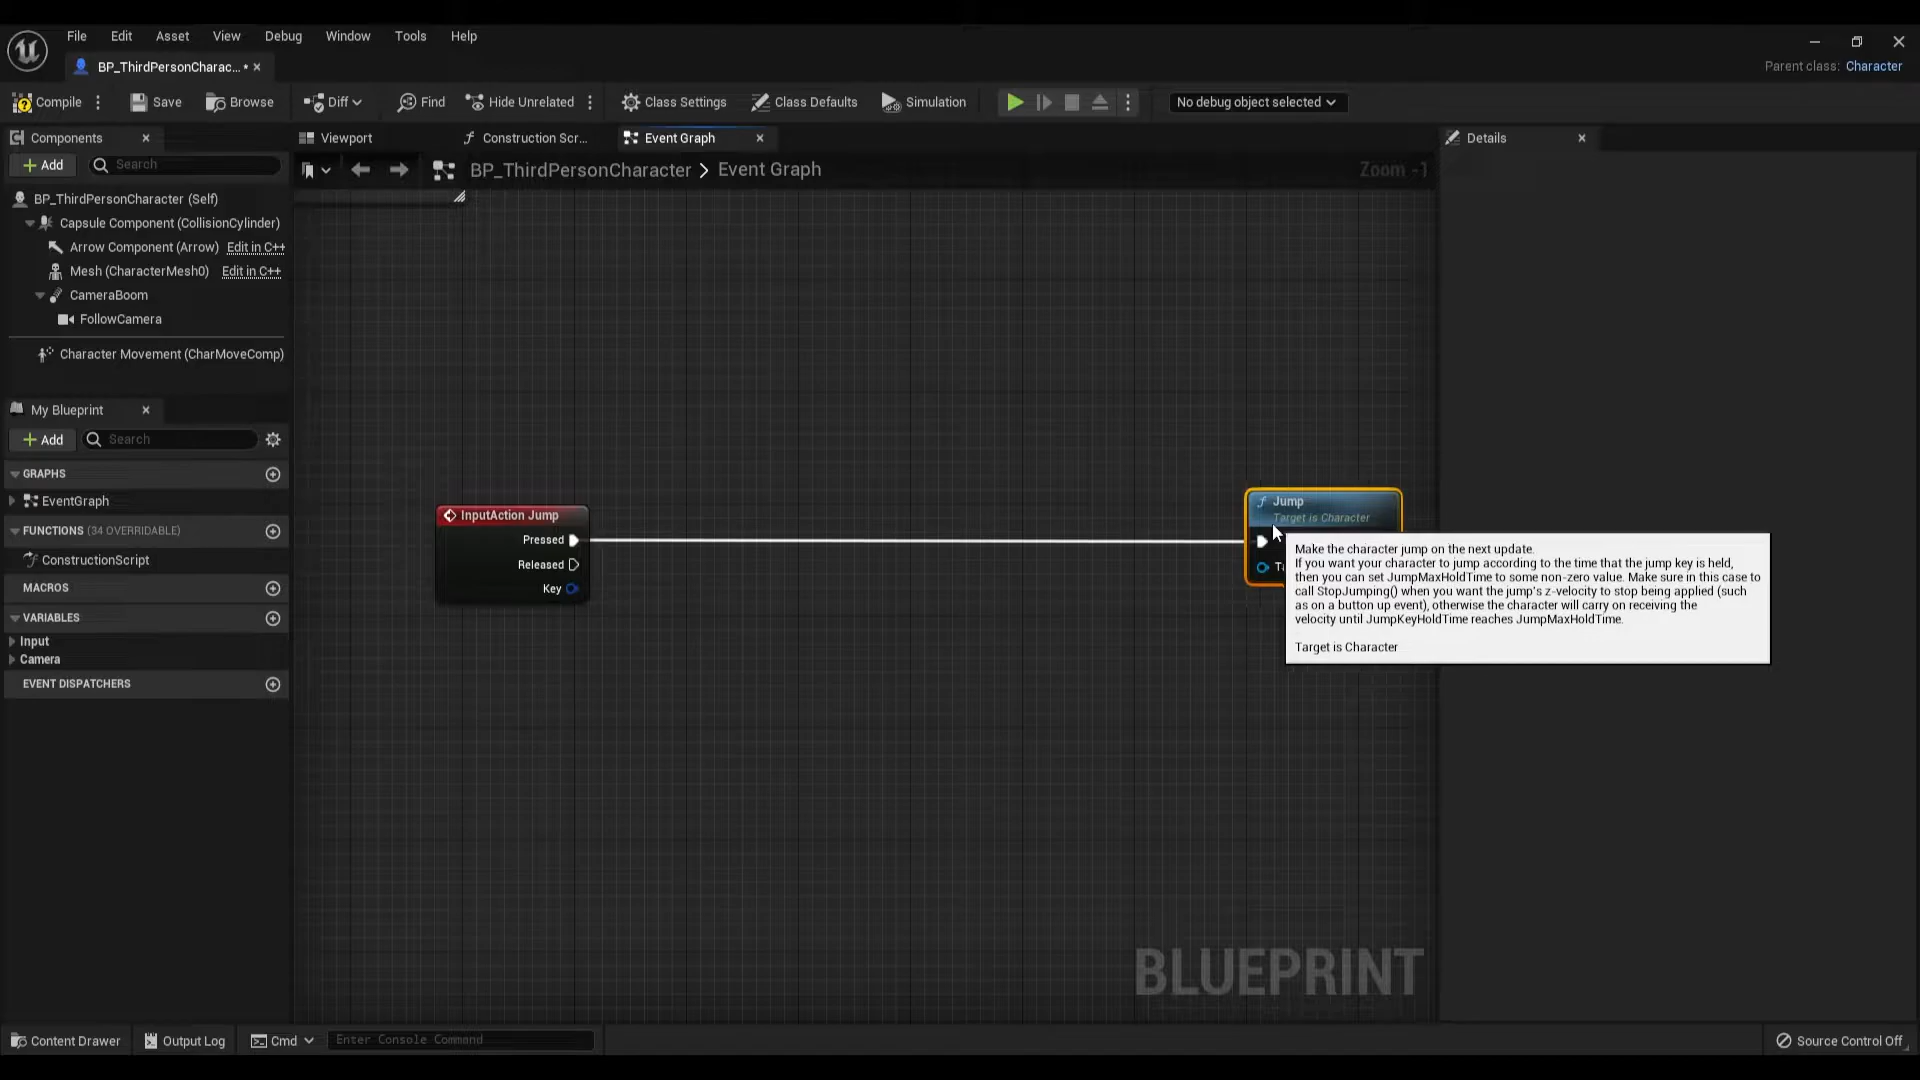 File Edit Asset View Debug Window Tools Help
BP_ThirdPersonCharac... •
Parent class: Character
Compile Save Browse Diff Find Hide Unrelated Class Settings Class Defaults Simulation No debug object selected
Components
Viewport Construction Scr... Event Graph
Details
Add Search
BP_ThirdPersonCharacter > Event Graph
Zoom -1
BP_ThirdPersonCharacter (Self)
Capsule Component (CollisionCylinder)
Arrow Component (Arrow) Edit in C++
Mesh (CharacterMesh0) Edit in C++
CameraBoom
FollowCamera
Character Movement (CharMoveComp)
My Blueprint
Add Search
GRAPHS
EventGraph
FUNCTIONS (34 OVERRIDABLE)
ConstructionScript
MACROS
VARIABLES
Input
Camera
EVENT DISPATCHERS
InputAction Jump
Pressed
Released
Key
Jump
Target is Character
Make the character jump on the next update.
If you want your character to jump according to the time that the jump key is held,
then you can set JumpMaxHoldTime to some non-zero value. Make sure in this case to
call StopJumping() when you want the jump's z-velocity to stop being applied (such
as on a button up event), otherwise the character will carry on receiving the
velocity until JumpKeyHoldTime reaches JumpMaxHoldTime.
Target is Character
BLUEPRINT
Content Drawer Output Log Cmd Enter Console Command Source Control Off